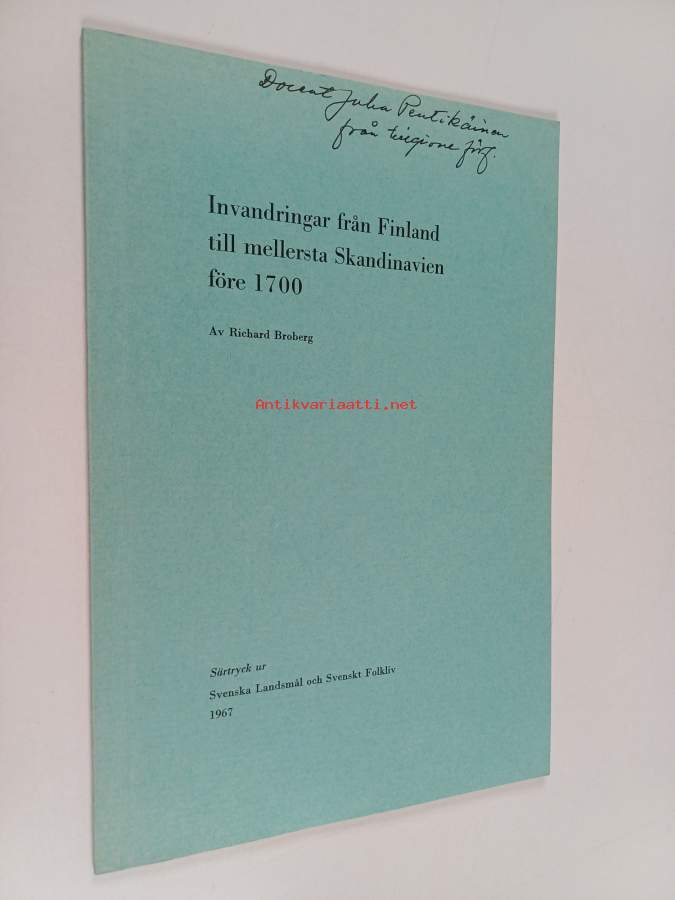 Docent Juha Pentikäinen
från tillgivne förf.
Invandringar från Finland
till mellersta Skandinavien
före 1700
Av Richard Broberg
Antikvariaatti.net
Särtryck ur
Svenska Landsmål och Svenskt Folkliv
1967